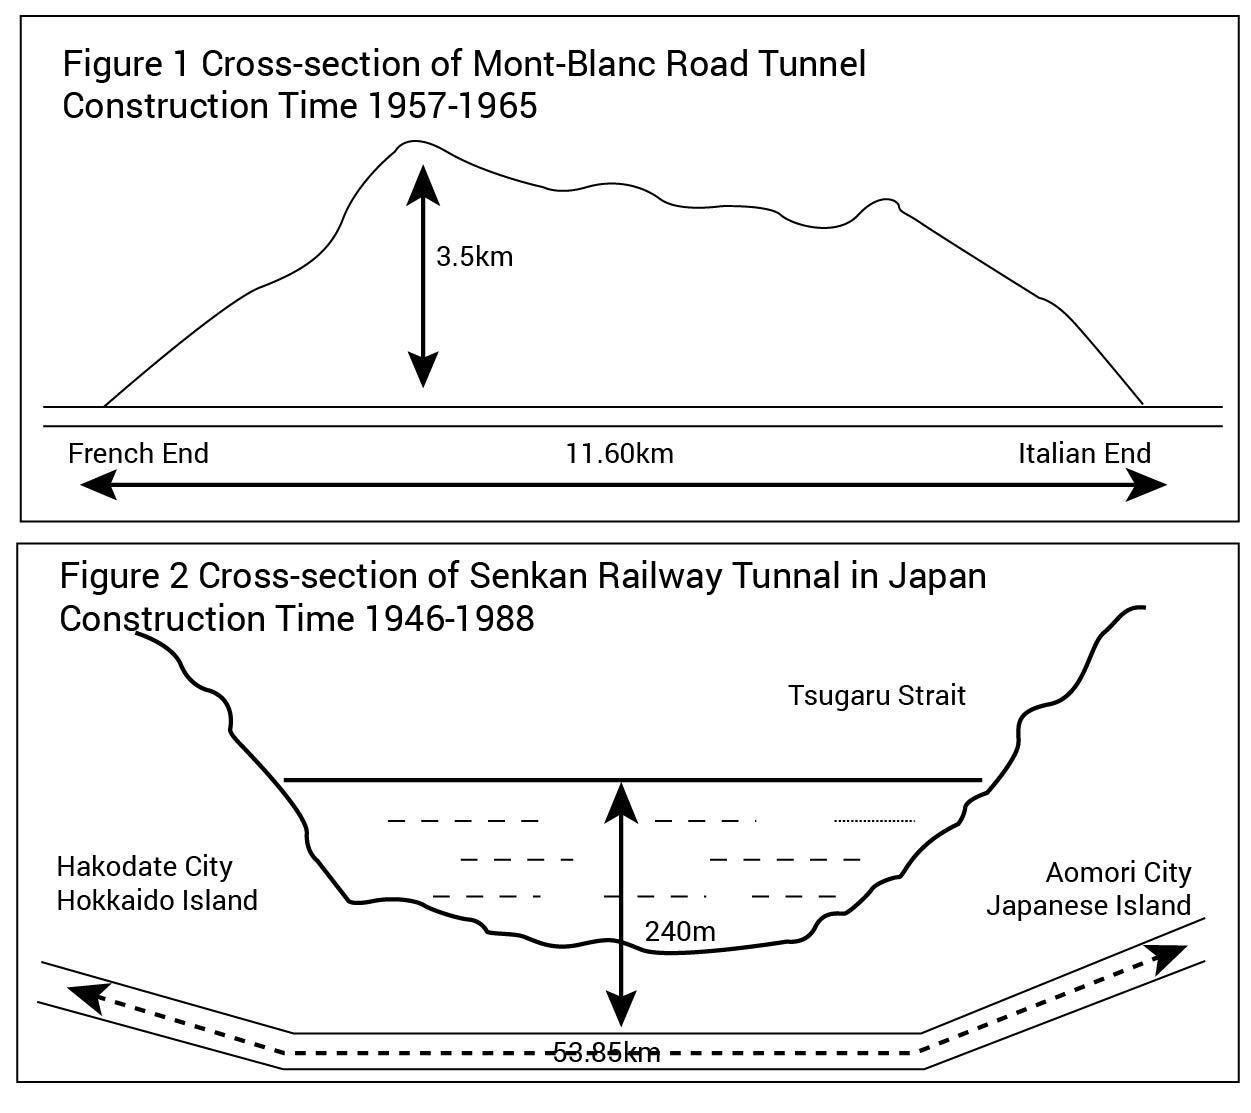 Figure 1 Cross-section of Mont-Blanc Road Tunnel
Construction Time 1957-1965
3.5km
French End
11.60km
Italian End
Figure 2 Cross-section of Senkan Railway Tunnal in Japan
Construction Time 1946-1988
Tsugaru Strait
Hakodate City
Hokkaido Island
Aomori City
Japanese Island
240m
53.85km